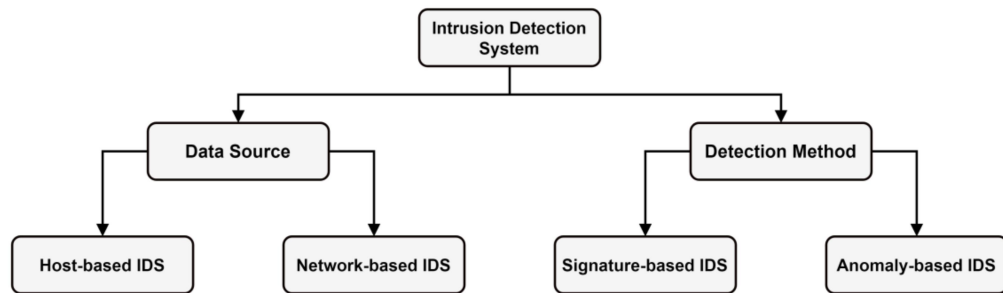 Intrusion Detection
System
Data Source
Detection Method
Host-based IDS
Network-based IDS
Signature-based IDS
Anomaly-based IDS